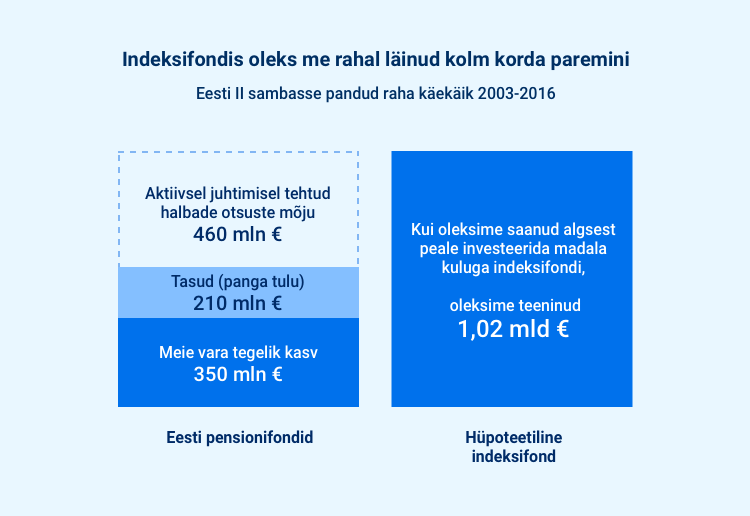 Indeksifondis oleks me rahal läinud kolm korda paremini
Eesti II sambasse pandud raha käekäik 2003-2016
Aktiivsel juhtimisel tehtud
halbade otsuste mõju
460 mln €
Tasud (panga tulu)
210 mln €
Meie vara tegelik kasv
350 mln €
Eesti pensionifondid
Kui oleksime saanud algsest
peale investeerida madala
kuluga indeksifondi,
oleksime teeninud
1,02 mld €
Hüpoteetiline
indeksifond